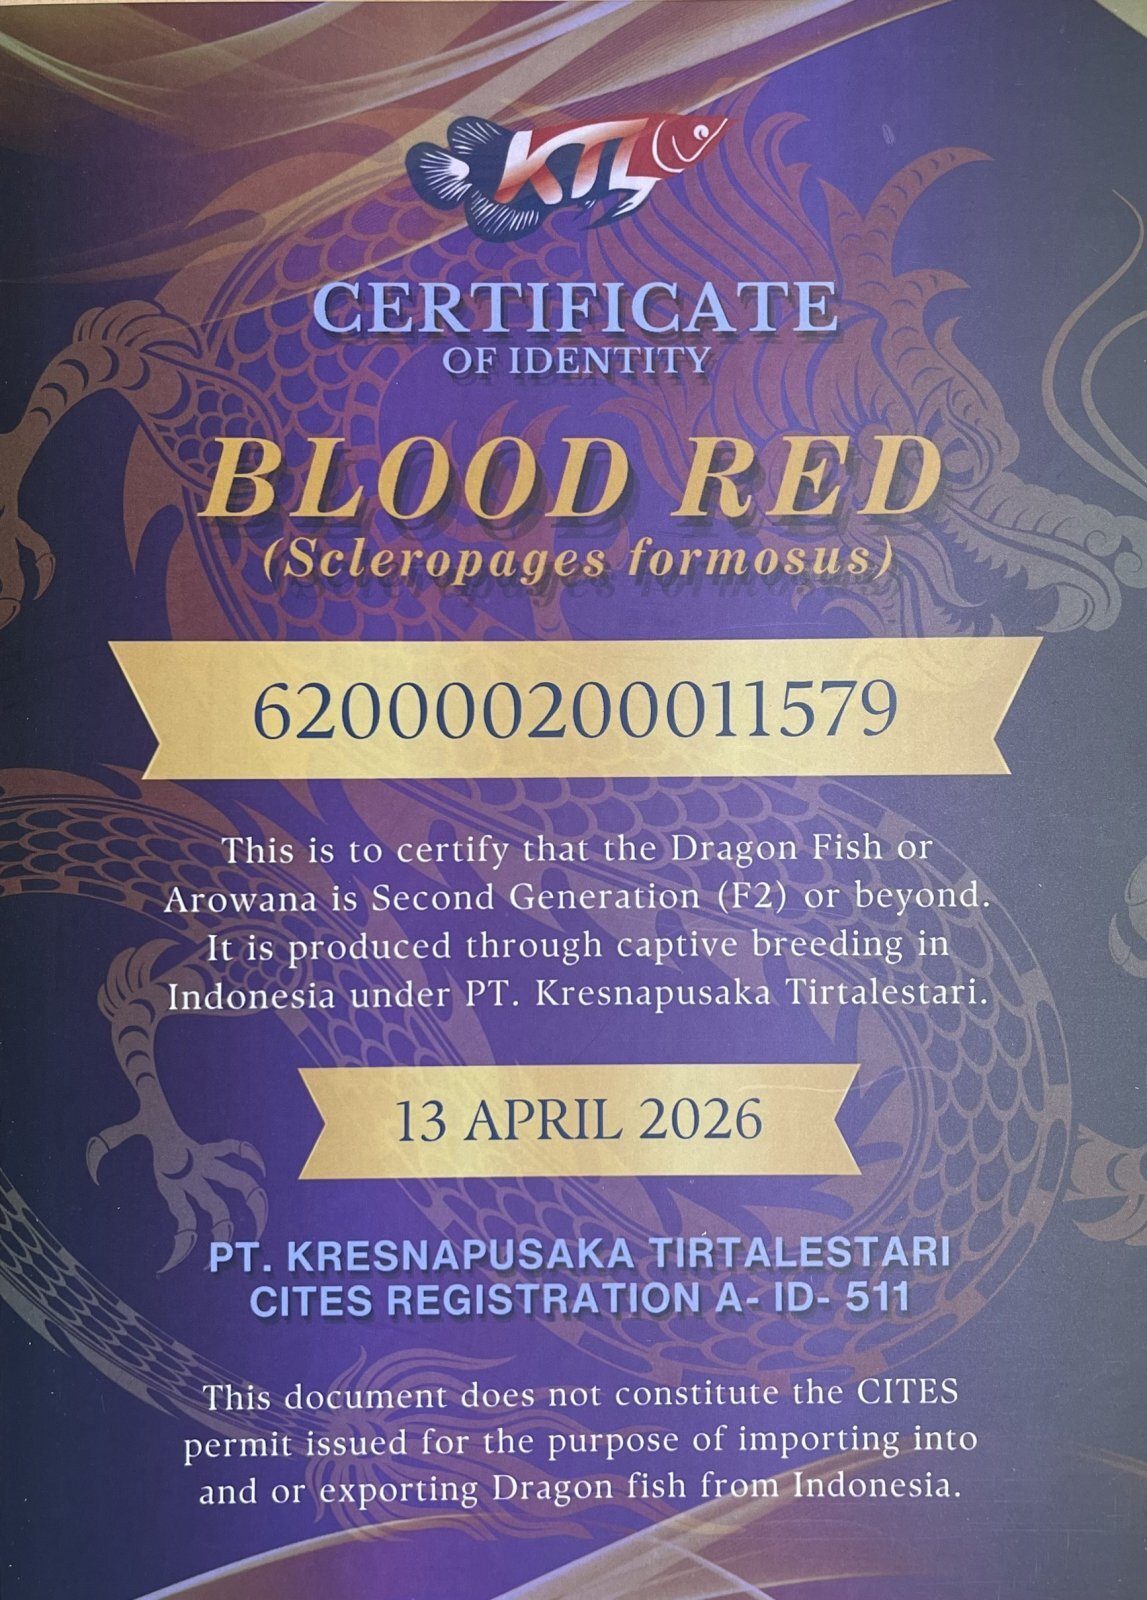 KTL
CERTIFICATE
OF IDENTITY
BLOOD RED
(Scleropages formosus)
620000200011579
This is to certify that the Dragon Fish or
Arowana is Second Generation (F2) or beyond.
It is produced through captive breeding in
Indonesia under PT. Kresnapusaka Tirtalestari.
13 APRIL 2026
PT. KRESNAPUSAKA TIRTALESTARI
CITES REGISTRATION A- ID- 511
This document does not constitute the CITES
permit issued for the purpose of importing into
and or exporting Dragon fish from Indonesia.